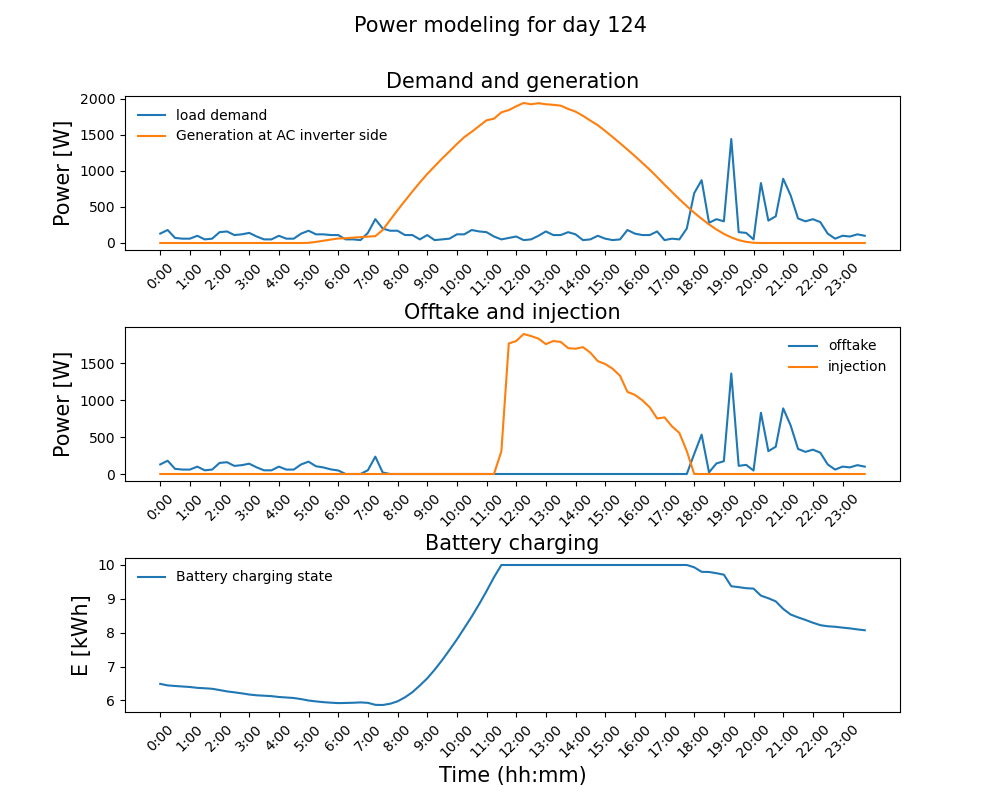 Power modeling for day 124
Demand and generation
Power [W]
2000
1500
1000
500
0
load demand
Generation at AC inverter side
0:00 1:00 2:00 3:00 4:00 5:00 6:00 7:00 8:00 9:00 10:00 11:00 12:00 13:00 14:00 15:00 16:00 17:00 18:00 19:00 20:00 21:00 22:00 23:00
Offtake and injection
Power [W]
1500
1000
500
0
offtake
injection
0:00 1:00 2:00 3:00 4:00 5:00 6:00 7:00 8:00 9:00 10:00 11:00 12:00 13:00 14:00 15:00 16:00 17:00 18:00 19:00 20:00 21:00 22:00 23:00
Battery charging
E [kWh]
10
9
8
7
6
Battery charging state
0:00 1:00 2:00 3:00 4:00 5:00 6:00 7:00 8:00 9:00 10:00 11:00 12:00 13:00 14:00 15:00 16:00 17:00 18:00 19:00 20:00 21:00 22:00 23:00
Time (hh:mm)